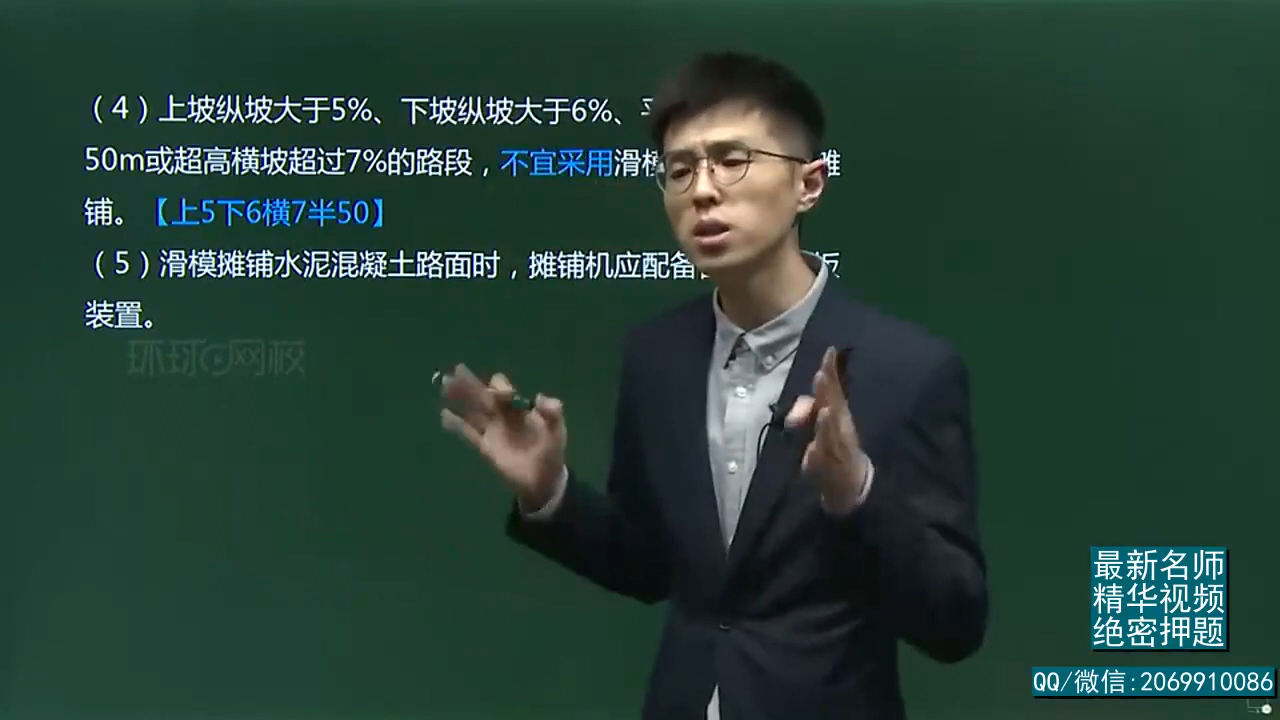 （4）上坡纵坡大于5%、下坡纵坡大于6%、
50m或超高横坡超过7%的路段，不宜采用滑模
铺。【上5下6横7半50】
（5）滑模摊铺水泥混凝土路面时，摊铺机应配备
装置。
环球网校
最新名师
精华视频
绝密押题
QQ/微信:2069910086